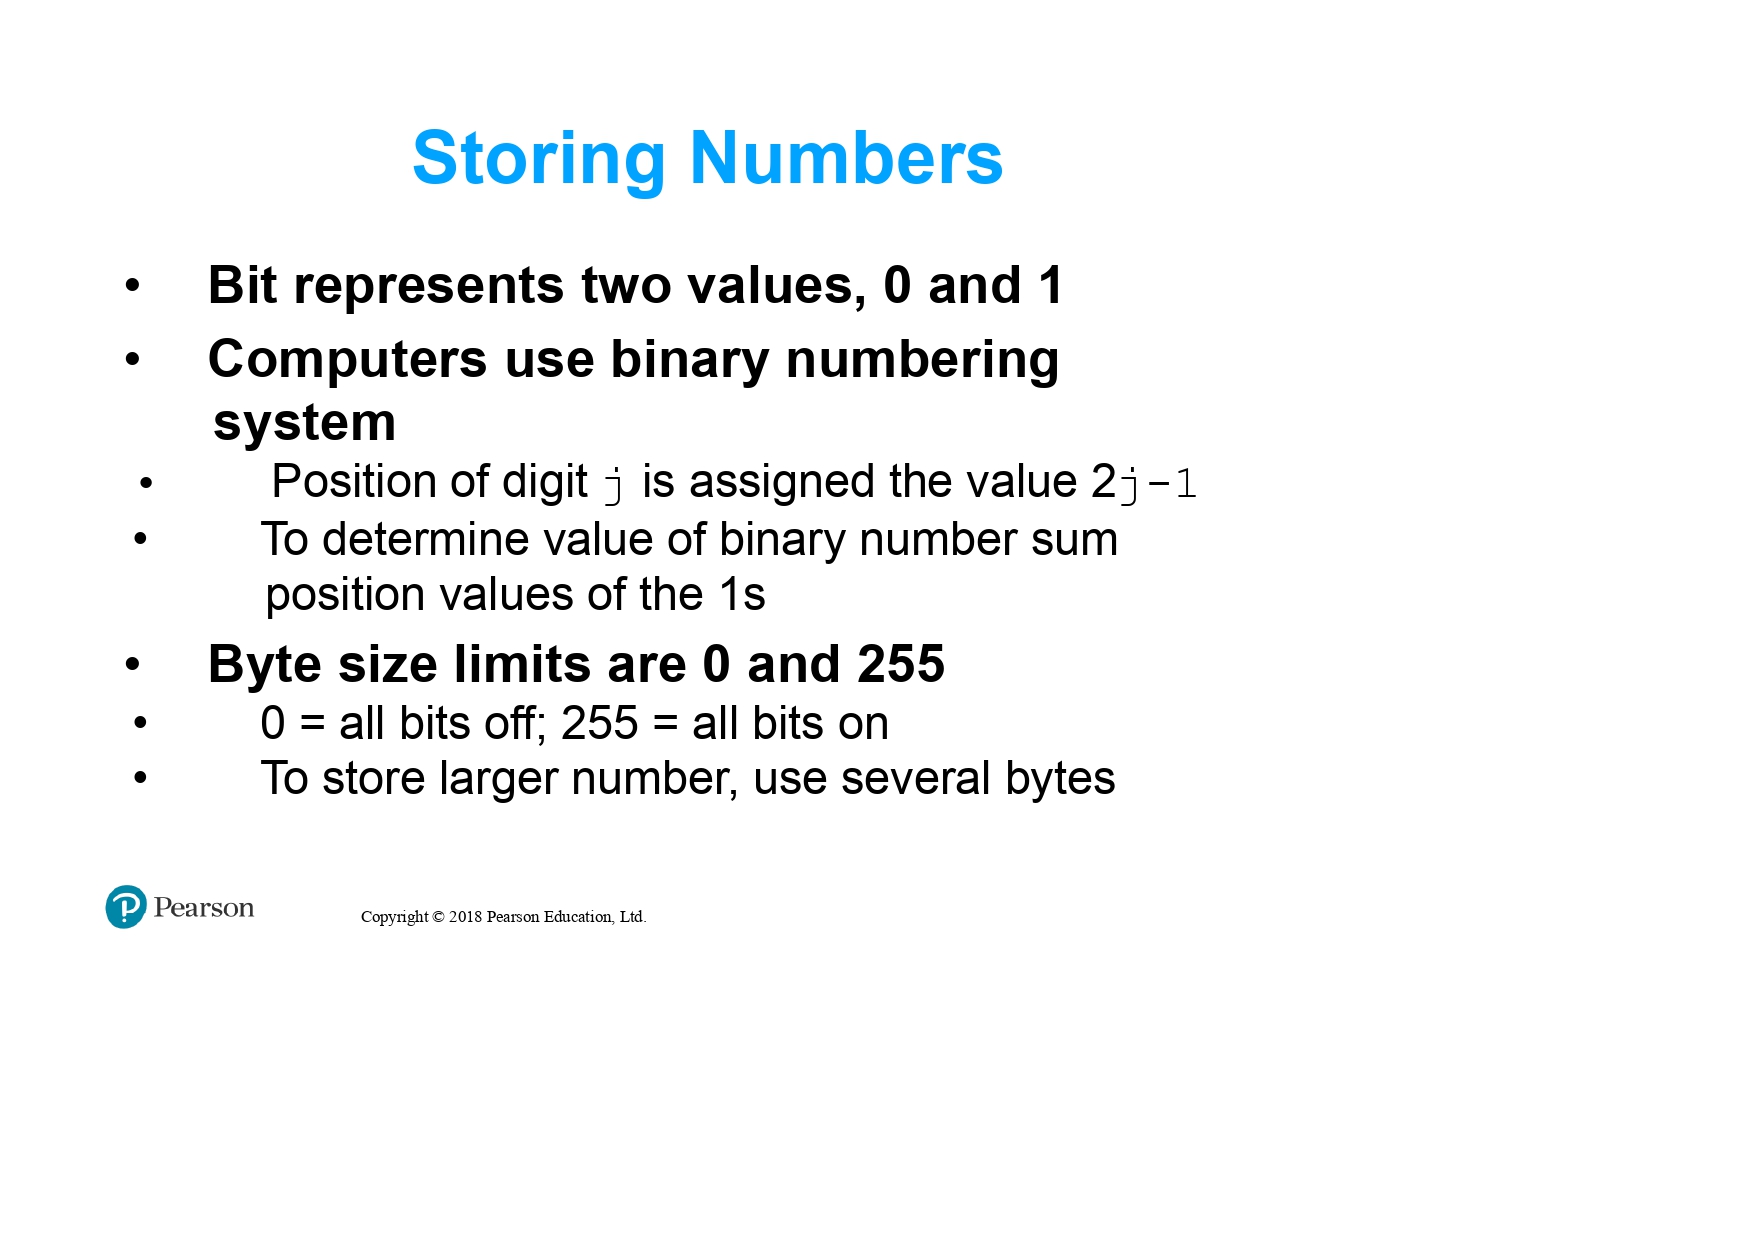 Storing Numbers
• Bit represents two values, 0 and 1
• Computers use binary numbering
system
• Position of digit j is assigned the value 2j-1
• To determine value of binary number sum
position values of the 1s
• Byte size limits are 0 and 255
• 0 = all bits off; 255 = all bits on
• To store larger number, use several bytes
Pearson
Copyright © 2018 Pearson Education, Ltd.